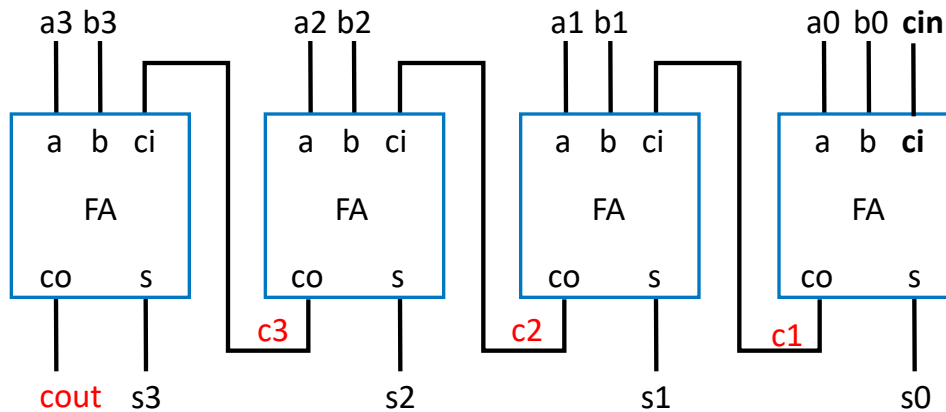 a3 b3 a2 b2 a1 b1 a0 b0 cin
a b ci a b ci a b ci a b ci
FA FA FA FA
co s co s co s co s
c3 c2 c1
cout s3 s2 s1 s0